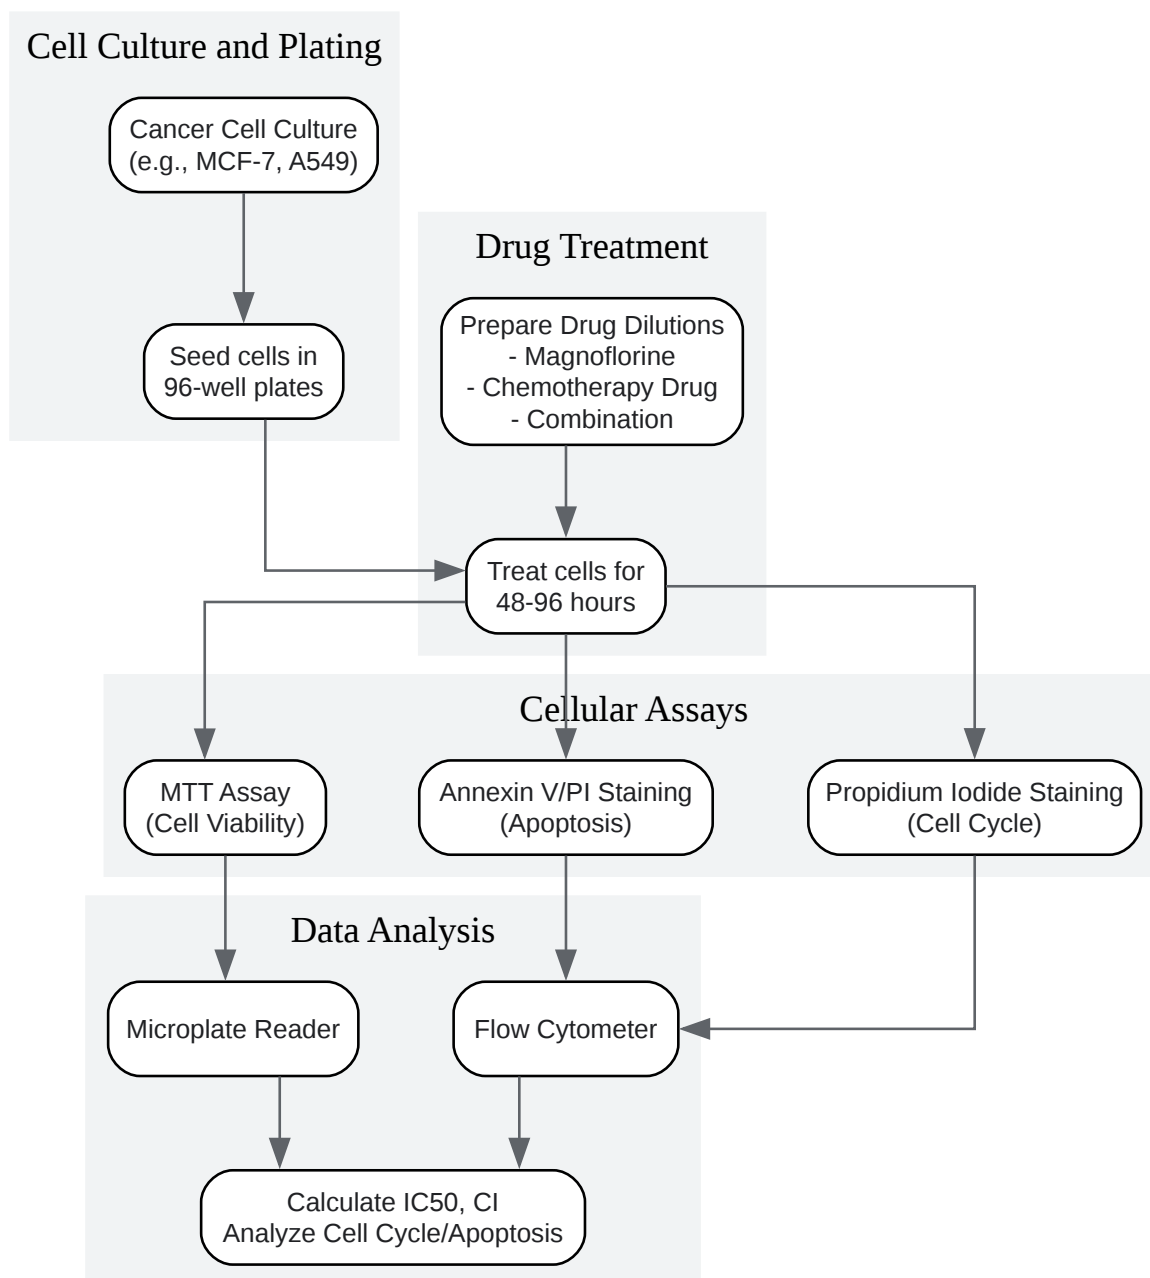 Cell Culture and Plating
Cancer Cell Culture
(e.g., MCF-7, A549)
Seed cells in
96-well plates
Drug Treatment
Prepare Drug Dilutions
- Magnoflorine
- Chemotherapy Drug
- Combination
Treat cells for
48-96 hours
Cellular Assays
MTT Assay
(Cell Viability)
Annexin V/PI Staining
(Apoptosis)
Propidium Iodide Staining
(Cell Cycle)
Data Analysis
Microplate Reader
Flow Cytometer
Calculate IC50, CI
Analyze Cell Cycle/Apoptosis